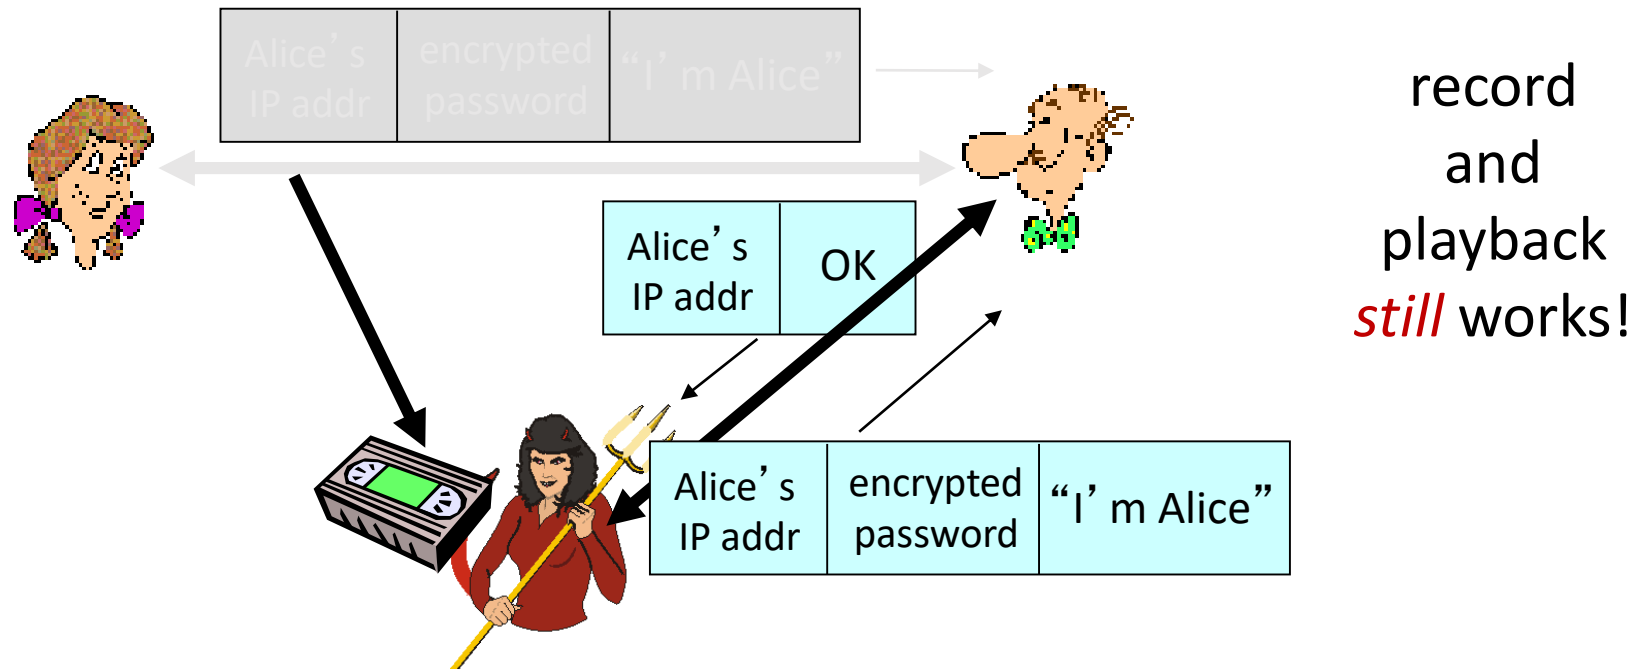 Alice’s
IP addr
encrypted
password
“I’m Alice”
record
and
playback
still works!
Alice’s
IP addr
OK
Alice’s
IP addr
encrypted
password
“I’m Alice”